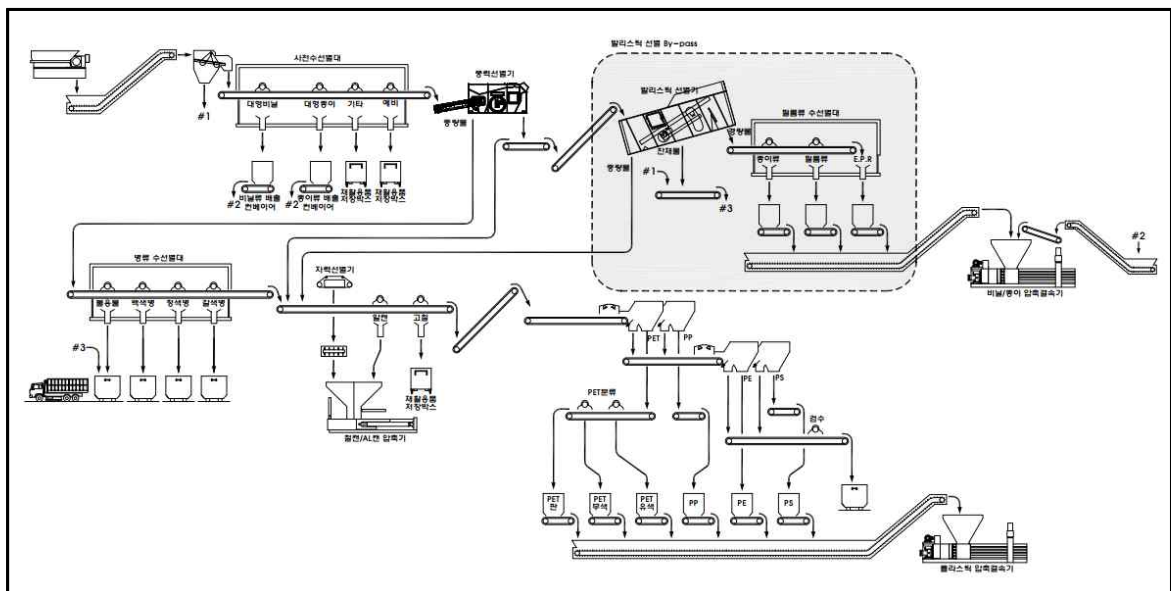 발리스틱 선별 By-pass
사전수선별대
풍력선별기
발리스틱 선별기
대형비닐
대형종이
기타
예비
#1
중량물
경량물
필름류 수선별대
종이류
필름류
E.P.R
잔재물
중량물
#1
#3
#2
비닐류 배출
컨베이어
#2
종이류 배출
컨베이어
재활용품
저장박스
재활용품
저장박스
#2
병류 수선별대
자력선별기
불용물
백색병
청색병
갈색병
알캔
고철
비닐/종이 압축결속기
PET
PP
#3
PE
PS
재활용품
저장박스
PET분류
검수
철캔/AL캔 압축기
PET
판
PET
무색
PET
유색
PP
PE
PS
플라스틱 압축결속기